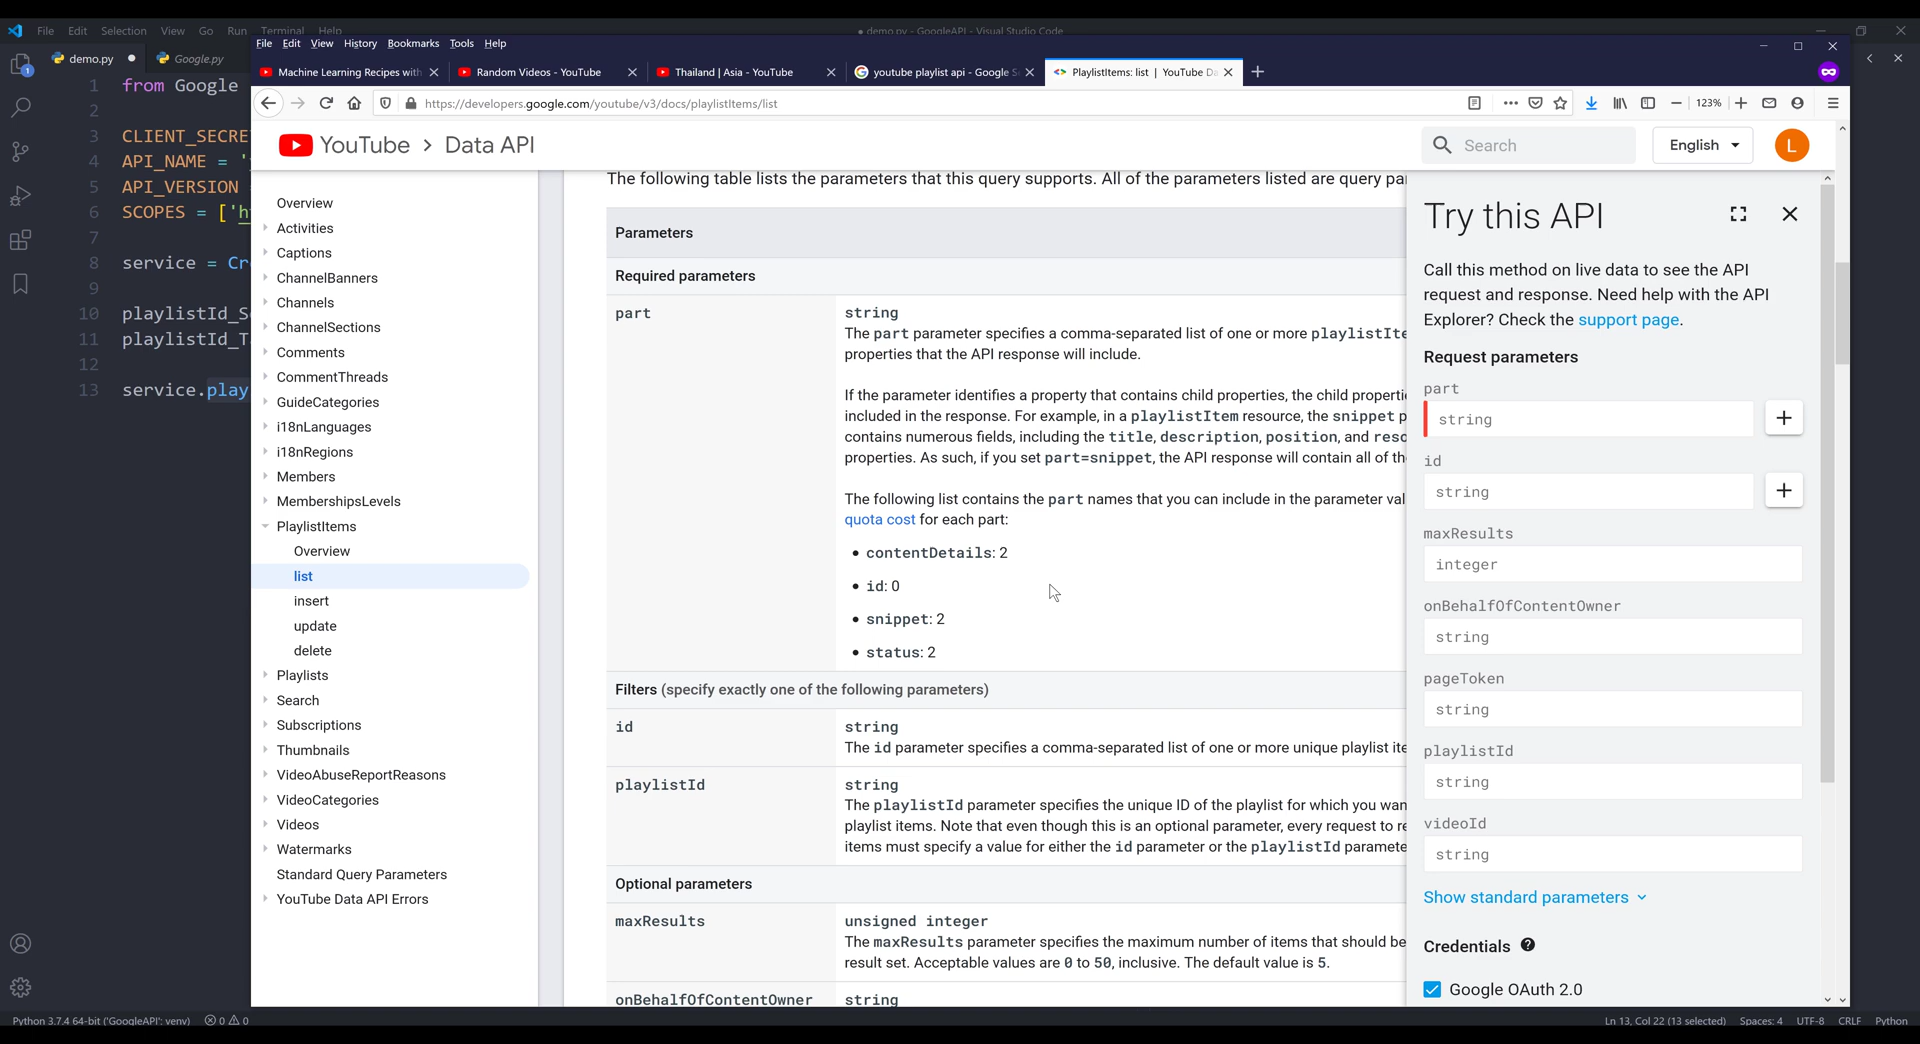 File Edit Selection View Go Run Terminal Help
demo.py - GoogleAPI - Visual Studio Code
demo.py
Google.py
1 from Google
2
3 CLIENT_SECRE
4 API_NAME = '
5 API_VERSION
6 SCOPES = ['h
7
8 service = Cr
9
10 playlistId_S
11 playlistId_T
12
13 service.play
1
File Edit View History Bookmarks Tools Help
Machine Learning Recipes with
Random Videos - YouTube
Thailand | Asia - YouTube
youtube playlist api - Google S
PlaylistItems: list | YouTube Da
https://developers.google.com/youtube/v3/docs/playlistItems/list
123%
YouTube > Data API
Search
English
L
Overview
Activities
Captions
ChannelBanners
Channels
ChannelSections
Comments
CommentThreads
GuideCategories
i18nLanguages
i18nRegions
Members
MembershipsLevels
PlaylistItems
Overview
list
insert
update
delete
Playlists
Search
Subscriptions
Thumbnails
VideoAbuseReportReasons
VideoCategories
Videos
Watermarks
Standard Query Parameters
YouTube Data API Errors
The following table lists the parameters that this query supports. All of the parameters listed are query pa
Parameters
Required parameters
part
string
The part parameter specifies a comma-separated list of one or more playlistIte
properties that the API response will include.
If the parameter identifies a property that contains child properties, the child properti
included in the response. For example, in a playlistItem resource, the snippet p
contains numerous fields, including the title, description, position, and reso
properties. As such, if you set part=snippet, the API response will contain all of th
The following list contains the part names that you can include in the parameter val
quota cost for each part:
• contentDetails: 2
• id: 0
• snippet: 2
• status: 2
Filters (specify exactly one of the following parameters)
id
string
The id parameter specifies a comma-separated list of one or more unique playlist ite
playlistId
string
The playlistId parameter specifies the unique ID of the playlist for which you wan
playlist items. Note that even though this is an optional parameter, every request to re
items must specify a value for either the id parameter or the playlistId paramete
Optional parameters
maxResults
unsigned integer
The maxResults parameter specifies the maximum number of items that should be
result set. Acceptable values are 0 to 50, inclusive. The default value is 5.
onBehalfOfContentOwner
string
Try this API
Call this method on live data to see the API
request and response. Need help with the API
Explorer? Check the support page.
Request parameters
part
string
id
string
maxResults
integer
onBehalfOfContentOwner
string
pageToken
string
playlistId
string
videoId
string
Show standard parameters
Credentials
Google OAuth 2.0
Python 3.7.4 64-bit ('GoogleAPI': venv) 0 0
Ln 13, Col 22 (13 selected) Spaces: 4 UTF-8 CRLF Python